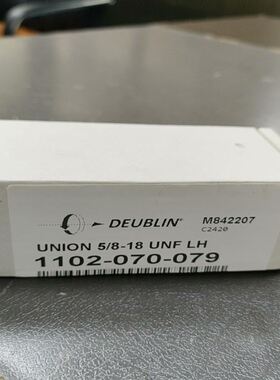 DEUBLIN® M842207
C2420
UNION 5/8-18 UNF LH
1102-070-079